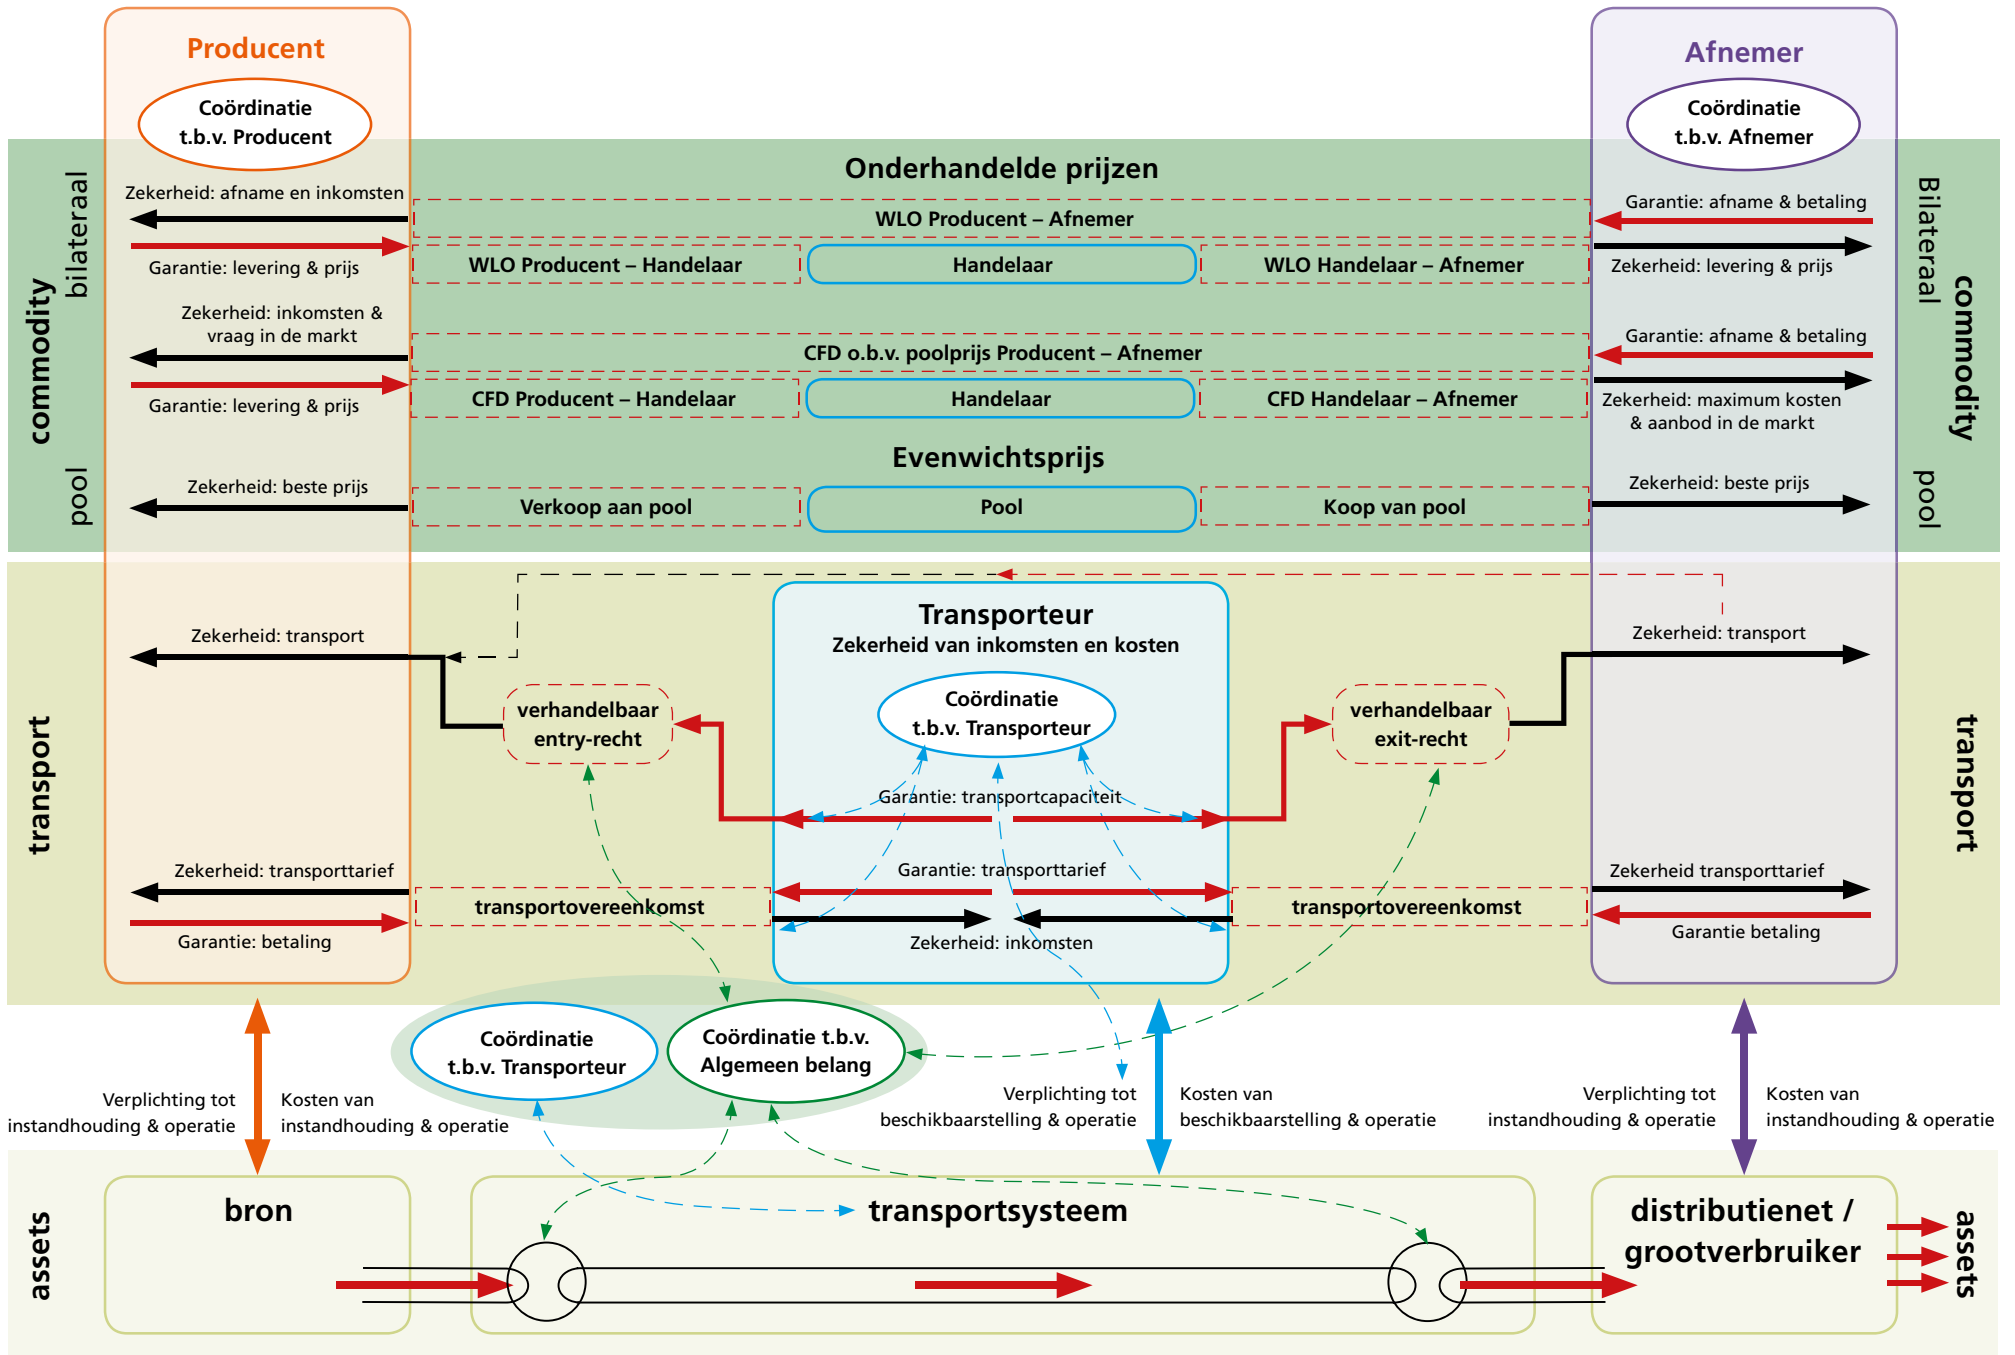 Producent
Coördinatie
t.b.v. Producent
Afnemer
Coördinatie
t.b.v. Afnemer
commodity
bilateraal
pool
Bilateraal
pool
commodity
Onderhandelde prijzen
Zekerheid: afname en inkomsten
WLO Producent – Afnemer
Garantie: afname & betaling
Garantie: levering & prijs
WLO Producent – Handelaar
Handelaar
WLO Handelaar – Afnemer
Zekerheid: levering & prijs
Zekerheid: inkomsten &
vraag in de markt
CFD o.b.v. poolprijs Producent – Afnemer
Garantie: afname & betaling
Garantie: levering & prijs
CFD Producent – Handelaar
Handelaar
CFD Handelaar – Afnemer
Zekerheid: maximum kosten
& aanbod in de markt
Evenwichtsprijs
Zekerheid: beste prijs
Verkoop aan pool
Pool
Koop van pool
Zekerheid: beste prijs
transport
transport
Transporteur
Zekerheid van inkomsten en kosten
Zekerheid: transport
Zekerheid: transport
Coördinatie
t.b.v. Transporteur
verhandelbaar
entry-recht
verhandelbaar
exit-recht
Garantie: transportcapaciteit
Zekerheid: transporttarief
Garantie: transporttarief
Zekerheid transporttarief
transportovereenkomst
transportovereenkomst
Garantie: betaling
Zekerheid: inkomsten
Garantie betaling
Coördinatie
t.b.v. Transporteur
Coördinatie t.b.v.
Algemeen belang
Verplichting tot
instandhouding & operatie
Kosten van
instandhouding & operatie
Verplichting tot
beschikbaarstelling & operatie
Kosten van
beschikbaarstelling & operatie
Verplichting tot
instandhouding & operatie
Kosten van
instandhouding & operatie
assets
bron
transportsysteem
distributienet /
grootverbruiker
assets